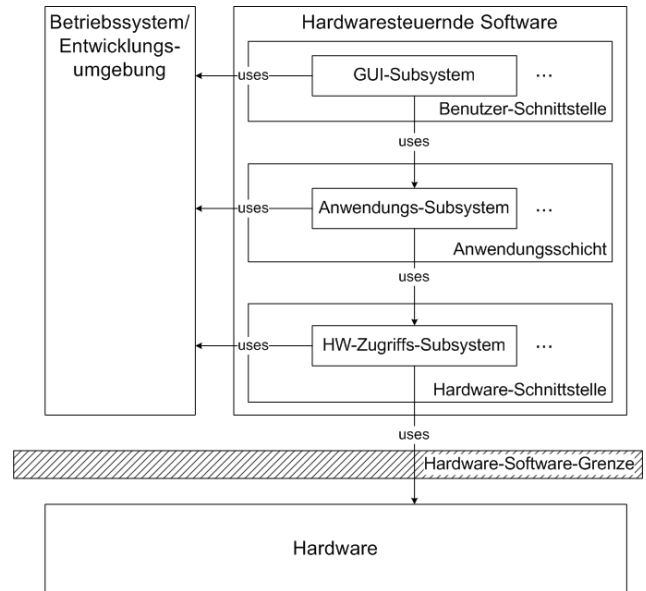 Betriebssystem/
Entwicklungs-
umgebung
Hardwaresteuernde Software
uses
GUI-Subsystem
...
Benutzer-Schnittstelle
uses
uses
Anwendungs-Subsystem
...
Anwendungsschicht
uses
uses
HW-Zugriffs-Subsystem
...
Hardware-Schnittstelle
uses
Hardware-Software-Grenze
Hardware